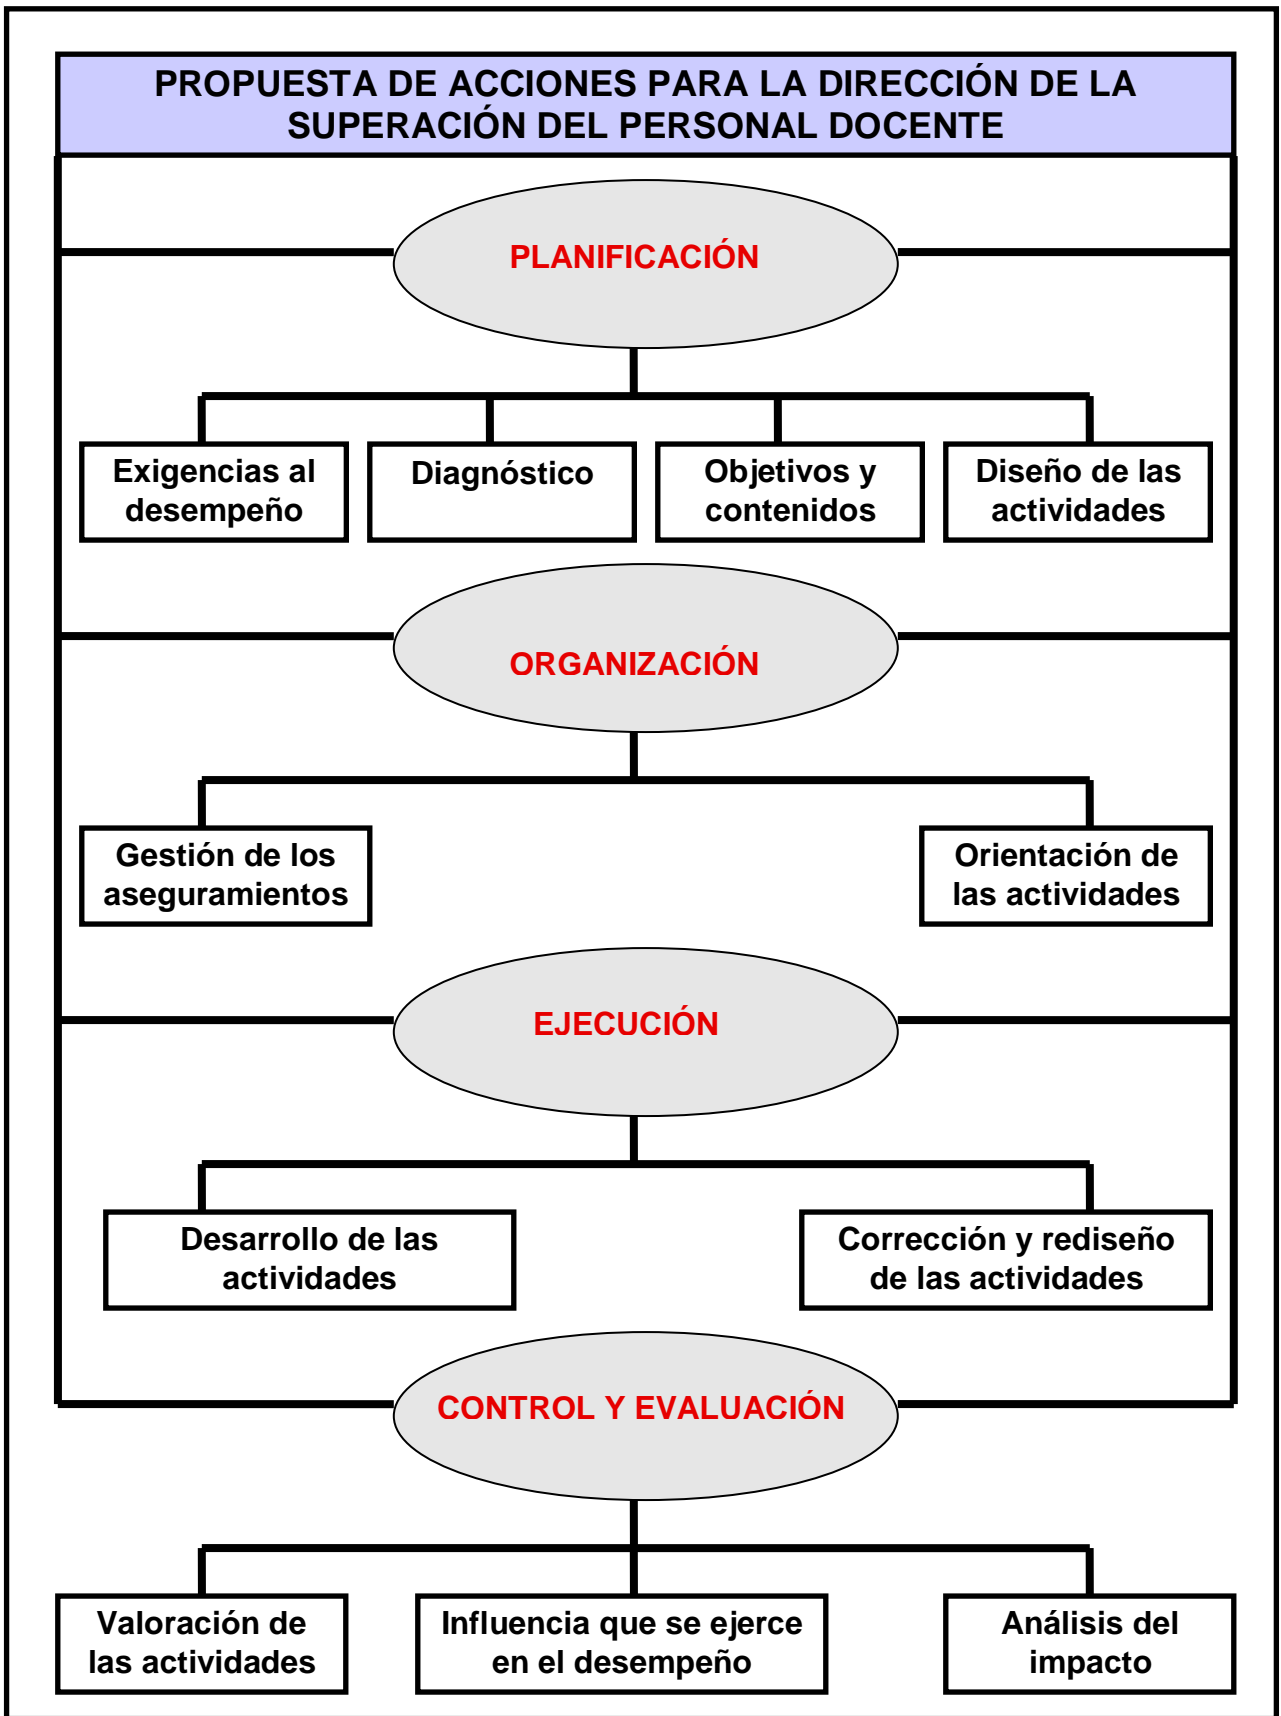 PROPUESTA DE ACCIONES PARA LA DIRECCIÓN DE LA
SUPERACIÓN DEL PERSONAL DOCENTE
PLANIFICACIÓN
Exigencias al
desempeño
Diagnóstico
Objetivos y
contenidos
Diseño de las
actividades
ORGANIZACIÓN
Gestión de los
aseguramientos
Orientación de
las actividades
EJECUCIÓN
Desarrollo de las
actividades
Corrección y rediseño
de las actividades
CONTROL Y EVALUACIÓN
Valoración de
las actividades
Influencia que se ejerce
en el desempeño
Análisis del
impacto